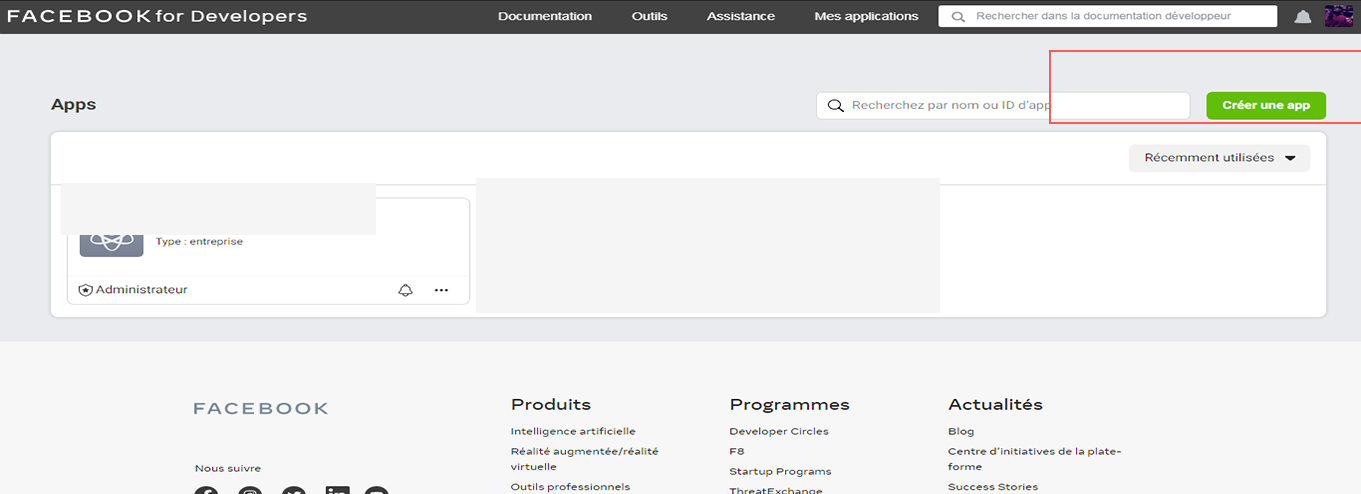 FACEBOOK for Developers
Documentation
Outils
Assistance
Mes applications
Rechercher dans la documentation développeur
Apps
Recherchez par nom ou ID d'app
Créer une app
Récemment utilisées
Type : entreprise
Administrateur
FACEBOOK
Nous suivre
Produits
Intelligence artificielle
Réalité augmentée/réalité
virtuelle
Outils professionnels
Programmes
Developer Circles
F8
Startup Programs
ThreatExchange
Actualités
Blog
Centre d'initiatives de la plate-
forme
Success Stories